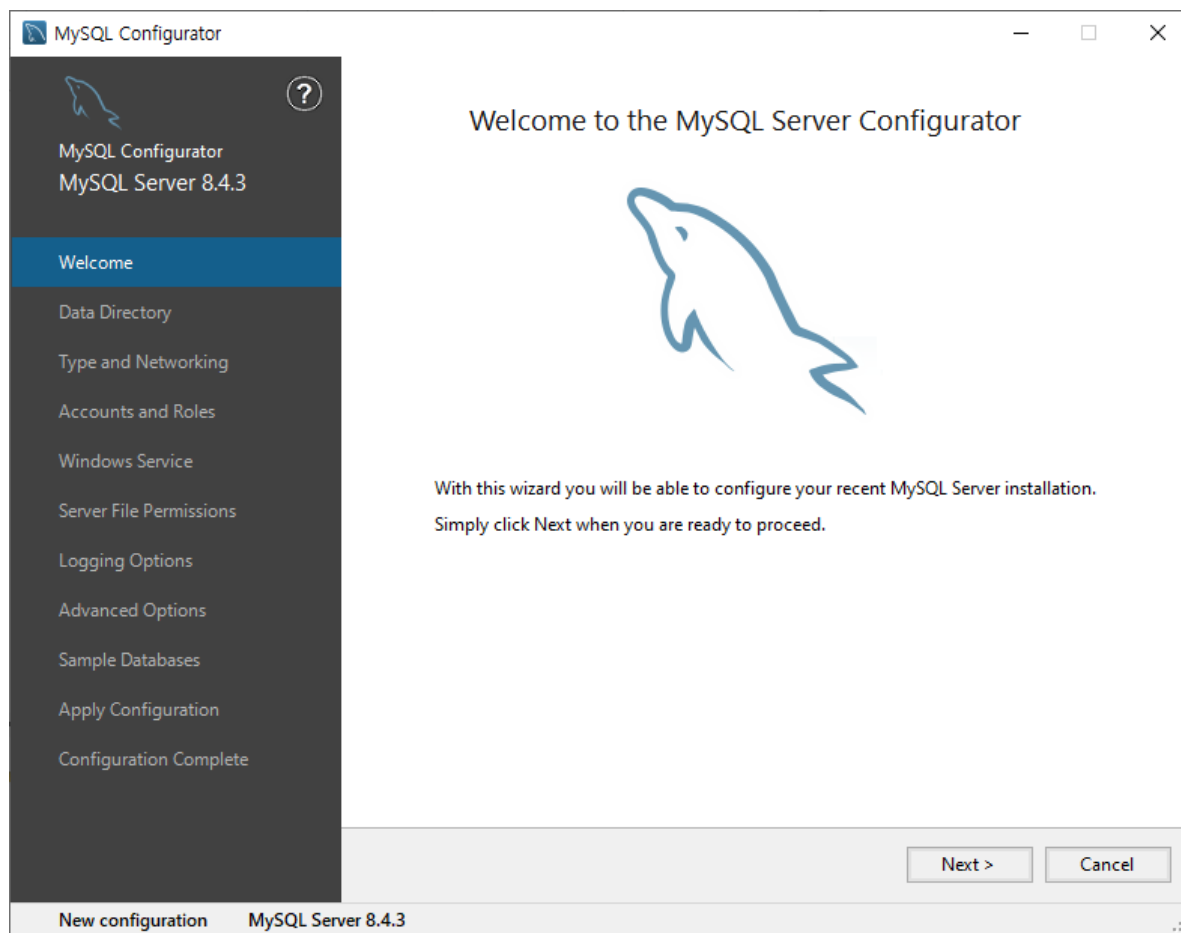 MySQL Configurator
?
MySQL Configurator
MySQL Server 8.4.3
Welcome
Data Directory
Type and Networking
Accounts and Roles
Windows Service
Server File Permissions
Logging Options
Advanced Options
Sample Databases
Apply Configuration
Configuration Complete
Welcome to the MySQL Server Configurator
With this wizard you will be able to configure your recent MySQL Server installation.
Simply click Next when you are ready to proceed.
Next > Cancel
New configuration MySQL Server 8.4.3